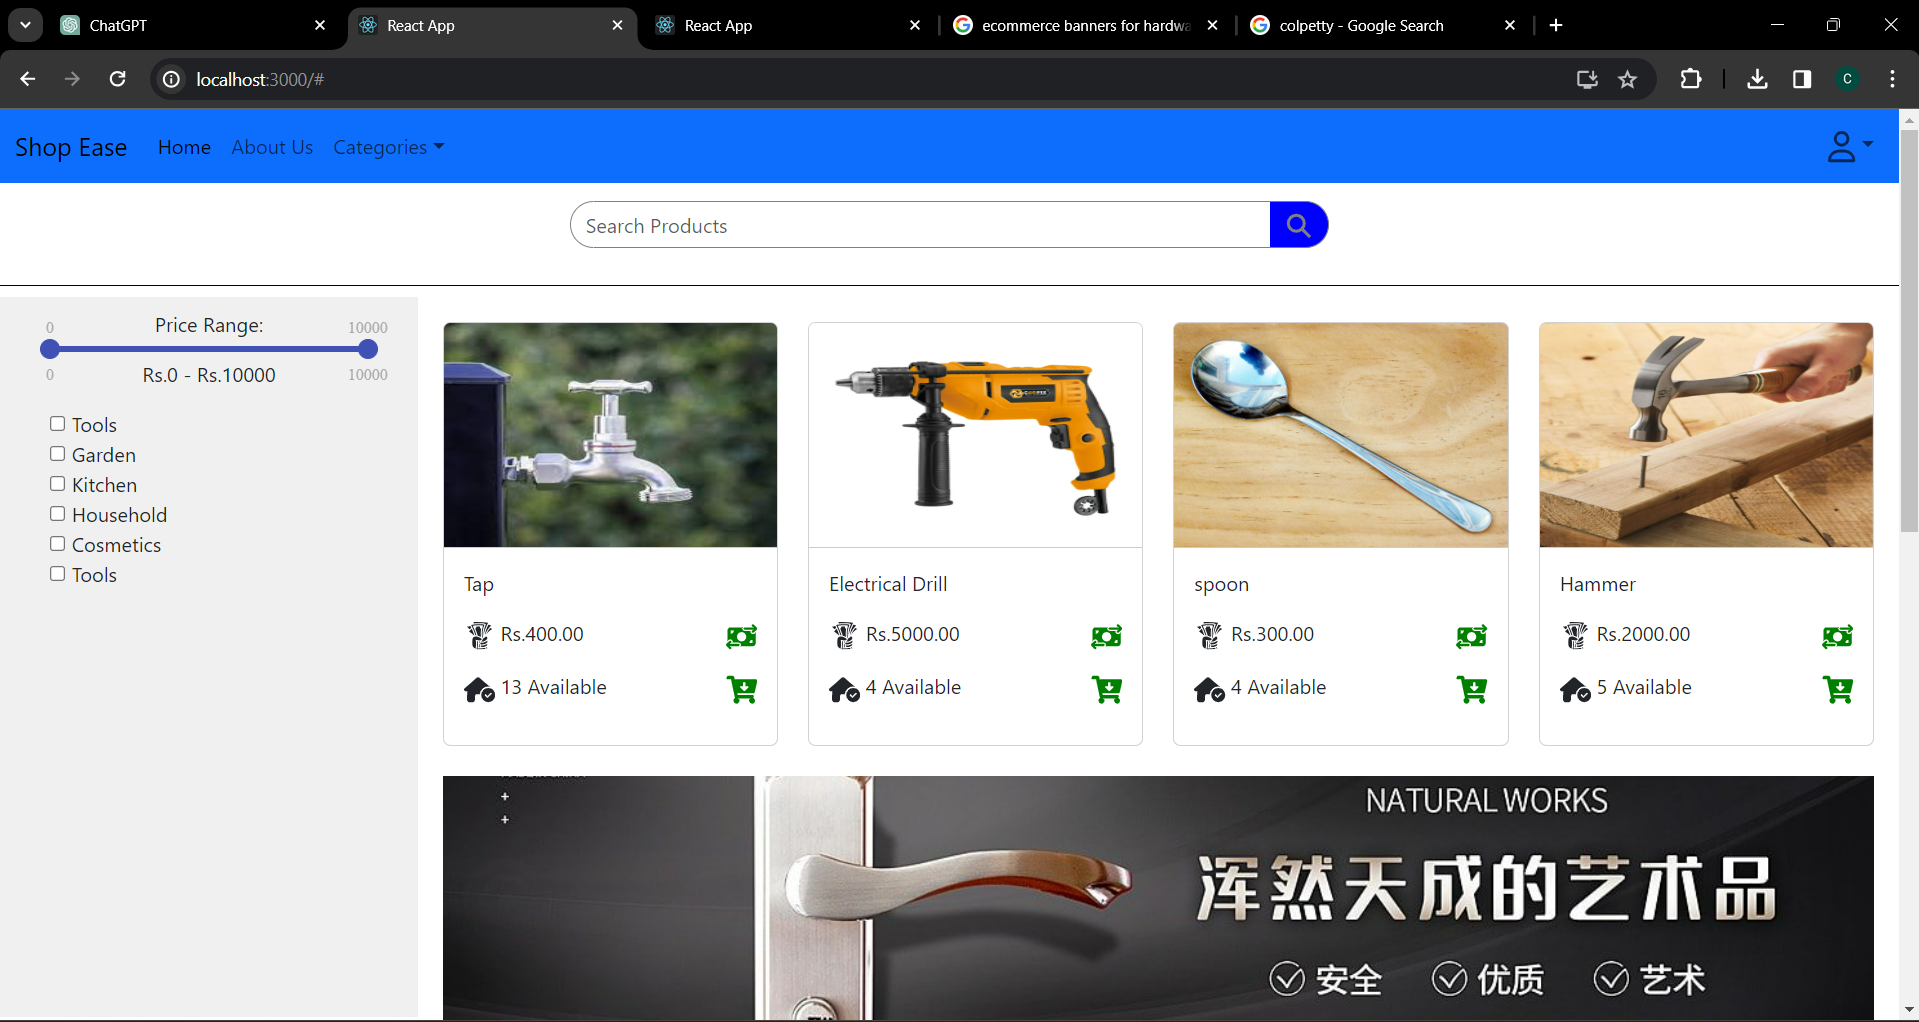 ChatGPT
React App
React App
ecommerce banners for hardwa
colpetty - Google Search
localhost:3000/#
C
Shop Ease
Home
About Us
Categories
Search Products
0
Price Range:
10000
0
Rs.0 - Rs.10000
10000
Tools
Garden
Kitchen
Household
Cosmetics
Tools
Tap
Rs.400.00
13 Available
Electrical Drill
Rs.5000.00
4 Available
spoon
Rs.300.00
4 Available
Hammer
Rs.2000.00
5 Available
NATURAL WORKS
浑然天成的艺术品
安全
优质
艺术